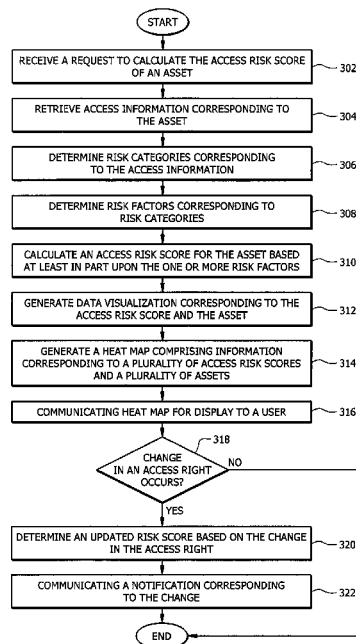 START
RECEIVE A REQUEST TO CALCULATE THE ACCESS RISK SCORE
OF AN ASSET
302
RETRIEVE ACCESS INFORMATION CORRESPONDING TO
THE ASSET
304
DETERMINE RISK CATEGORIES CORRESPONDING
TO THE ACCESS INFORMATION
306
DETERMINE RISK FACTORS CORRESPONDING TO
RISK CATEGORIES
308
CALCULATE AN ACCESS RISK SCORE FOR THE ASSET BASED
AT LEAST IN PART UPON THE ONE OR MORE RISK FACTORS
310
GENERATE DATA VISUALIZATION CORRESPONDING TO THE
ACCESS RISK SCORE AND THE ASSET
312
GENERATE A HEAT MAP COMPRISING INFORMATION
CORRESPONDING TO A PLURALITY OF ACCESS RISK SCORES
AND A PLURALITY OF ASSETS
314
COMMUNICATING HEAT MAP FOR DISPLAY TO A USER
316
318
CHANGE
IN AN ACCESS RIGHT
OCCURS?
NO
YES
DETERMINE AN UPDATED RISK SCORE BASED ON THE CHANGE
IN THE ACCESS RIGHT
320
COMMUNICATING A NOTIFICATION CORRESPONDING
TO THE CHANGE
322
END